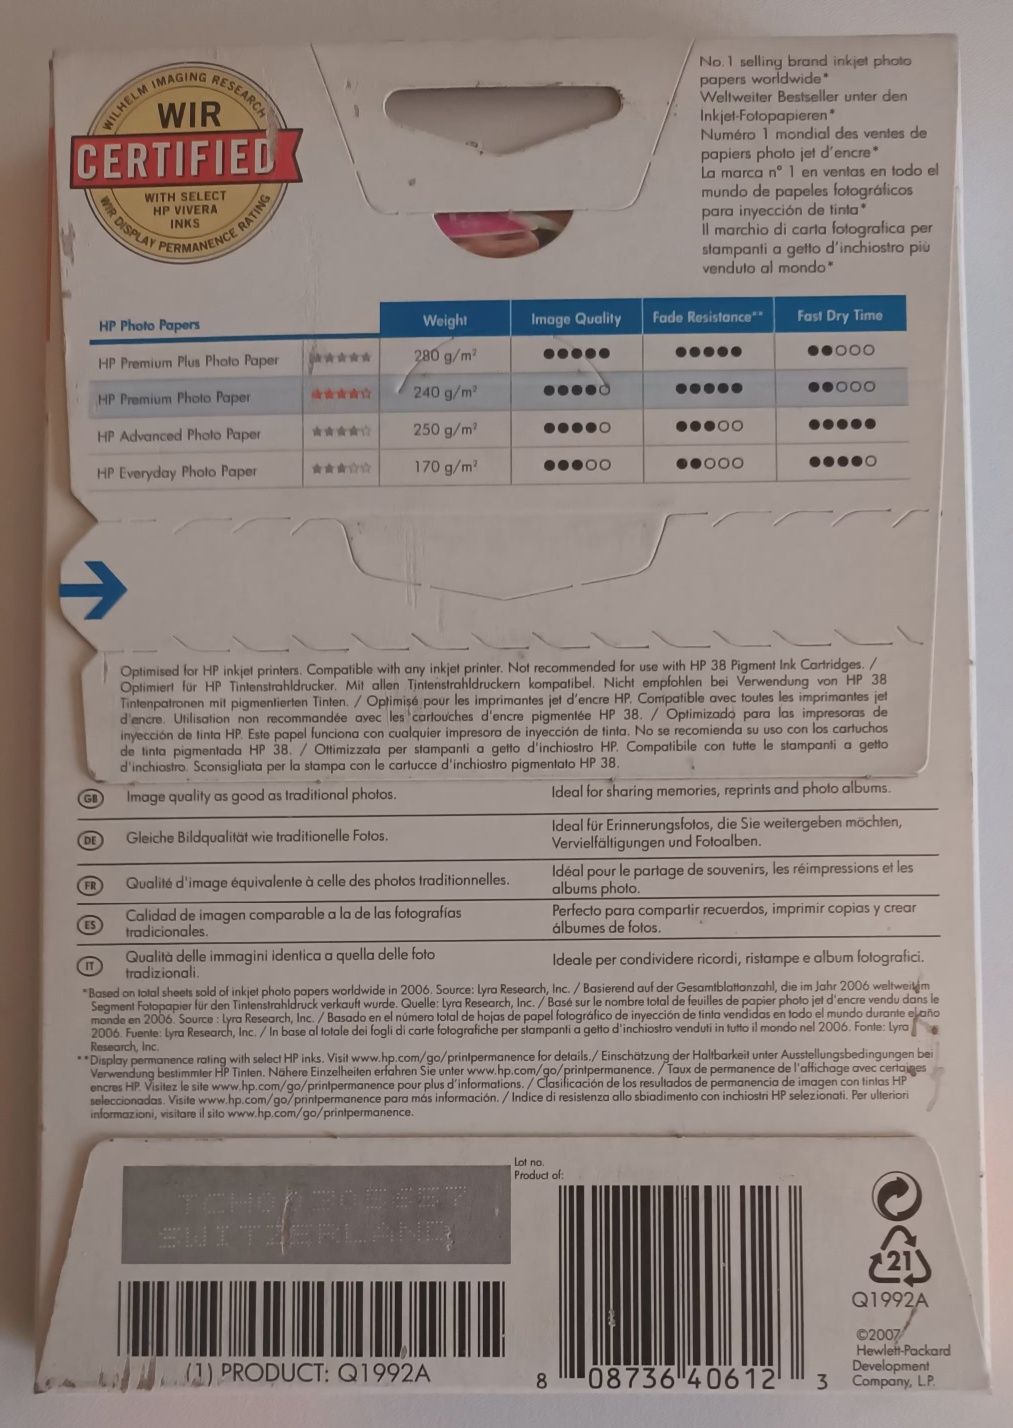 WILHELM IMAGING RESEARCH
WIR
CERTIFIED
WITH SELECT
HP VIVERA
INKS
WIR DISPLAY PERMANENCE RATING
No.1 selling brand inkjet photo
papers worldwide*
Weltweiter Bestseller unter den
Inkjet-Fotopapieren*
Numéro 1 mondial des ventes de
papiers photo jet d'encre*
La marca n° 1 en ventas en todo el
mundo de papeles fotográficos
para inyección de tinta*
Il marchio di carta fotografica per
stampanti a getto d'inchiostro più
venduto al mondo*
HP Photo Papers Weight Image Quality Fade Resistance** Fast Dry Time
HP Premium Plus Photo Paper ★★★★★ 280 g/m² ●●●●● ●●●●● ●●○○○
HP Premium Photo Paper ★★★★☆ 240 g/m² ●●●●○ ●●●●● ●●○○○
HP Advanced Photo Paper ★★★★☆ 250 g/m² ●●●●○ ●●●○○ ●●●●●
HP Everyday Photo Paper ★★★☆☆ 170 g/m² ●●●○○ ●●○○○ ●●●●○
Optimised for HP inkjet printers. Compatible with any inkjet printer. Not recommended for use with HP 38 Pigment Ink Cartridges. /
Optimiert für HP Tintenstrahldrucker. Mit allen Tintenstrahldruckern kompatibel. Nicht empfohlen bei Verwendung von HP 38
Tintenpatronen mit pigmentierten Tinten. / Optimisé pour les imprimantes jet d'encre HP. Compatible avec toutes les imprimantes jet
d'encre. Utilisation non recommandée avec les cartouches d'encre pigmentée HP 38. / Optimizado para las impresoras de
inyección de tinta HP. Este papel funciona con cualquier impresora de inyección de tinta. No se recomienda su uso con los cartuchos
de tinta pigmentada HP 38. / Ottimizzata per stampanti a getto d'inchiostro HP. Compatibile con tutte le stampanti a getto
d'inchiostro. Sconsigliata per la stampa con le cartucce d'inchiostro pigmentato HP 38.
GB Image quality as good as traditional photos. Ideal for sharing memories, reprints and photo albums.
DE Gleiche Bildqualität wie traditionelle Fotos. Ideal für Erinnerungsfotos, die Sie weitergeben möchten,
Vervielfältigungen und Fotoalben.
FR Qualité d'image équivalente à celle des photos traditionnelles. Idéal pour le partage de souvenirs, les réimpressions et les
albums photo.
ES Calidad de imagen comparable a la de las fotografías Perfecto para compartir recuerdos, imprimir copias y crear
tradicionales. álbumes de fotos.
IT Qualità delle immagini identica a quella delle foto Ideale per condividere ricordi, ristampe e album fotografici.
tradizionali.
*Based on total sheets sold of inkjet photo papers worldwide in 2006. Source: Lyra Research, Inc. / Basierend auf der Gesamtblattanzahl, die im Jahr 2006 weltweit im
Segment Fotopapier für den Tintenstrahldruck verkauft wurde. Quelle: Lyra Research, Inc. / Basé sur le nombre total de feuilles de papier photo jet d'encre vendu dans le
monde en 2006. Source : Lyra Research, Inc. / Basado en el número total de hojas de papel fotográfico de inyección de tinta vendidas en todo el mundo durante el año
2006. Fuente: Lyra Research, Inc. / In base al totale dei fogli di carte fotografiche per stampanti a getto d'inchiostro venduti in tutto il mondo nel 2006. Fonte: Lyra
Research, Inc.
**Display permanence rating with select HP inks. Visit www.hp.com/go/printpermanence for details./ Einschätzung der Haltbarkeit unter Ausstellungsbedingungen bei
Verwendung bestimmter HP Tinten. Nähere Einzelheiten erfahren Sie unter www.hp.com/go/printpermanence. / Taux de permanence de l'affichage avec certaines
encres HP. Visitez le site www.hp.com/go/printpermanence pour plus d'informations. / Clasificación de los resultados de permanencia de imagen con tintas HP
seleccionadas. Visite www.hp.com/go/printpermanence para más información. / Indice di resistenza allo sbiadimento con inchiostri HP selezionati. Per ulteriori
informazioni, visitare il sito www.hp.com/go/printpermanence.
Lot no.
Product of:
SWITZERLAND
(1) PRODUCT: Q1992A
8 08736 40612 3
21
Q1992A
©2007
Hewlett-Packard
Development
Company, L.P.